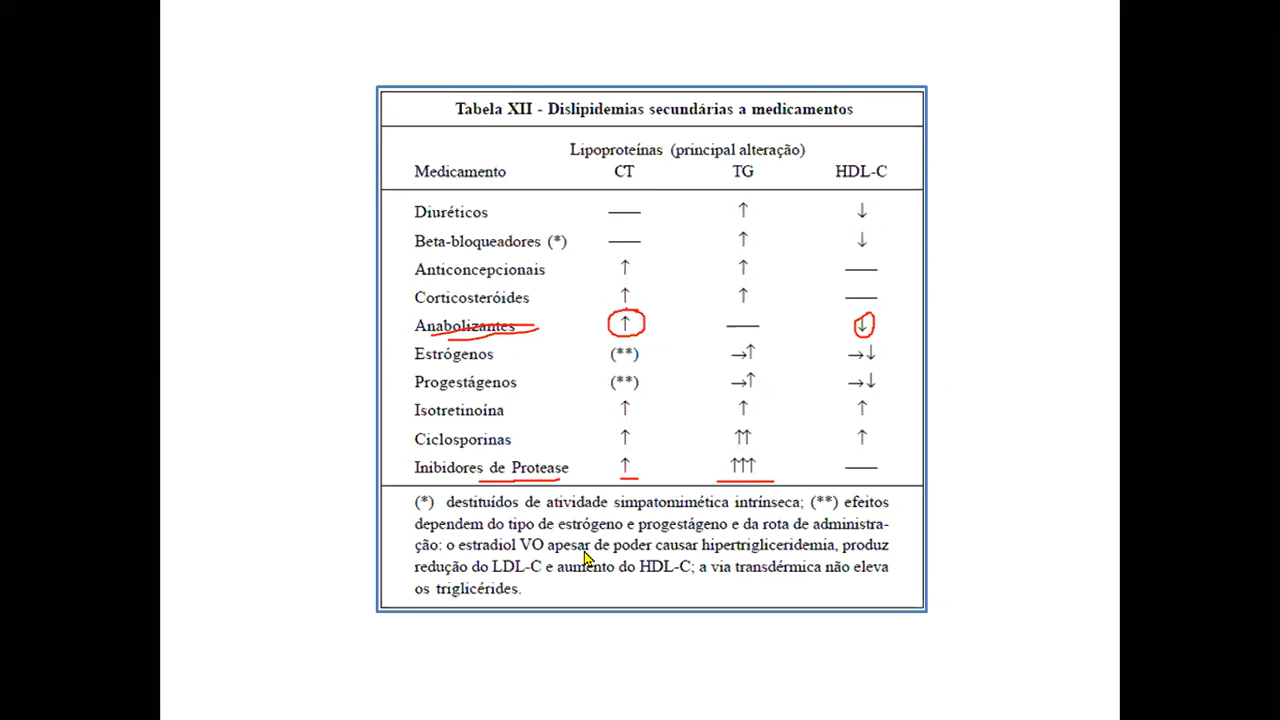 Tabela XII - Dislipidemias secundárias a medicamentos
Lipoproteínas (principal alteração)
Medicamento CT TG HDL-C
Diuréticos — ↑ ↓
Beta-bloqueadores (*) — ↑ ↓
Anticoncepcionais ↑ ↑ —
Corticosteróides ↑ ↑ —
Anabolizantes ↑ — ↓
Estrógenos (**) →↑ →↓
Progestágenos (**) →↑ →↓
Isotretinoína ↑ ↑ ↑
Ciclosporinas ↑ ↑↑ ↑
Inibidores de Protease ↑ ↑↑↑ —
(*) destituídos de atividade simpatomimética intrínseca; (**) efeitos
dependem do tipo de estrógeno e progestágeno e da rota de administra-
ção: o estradiol VO apesar de poder causar hipertrigliceridemia, produz
redução do LDL-C e aumento do HDL-C; a via transdérmica não eleva
os triglicérides.